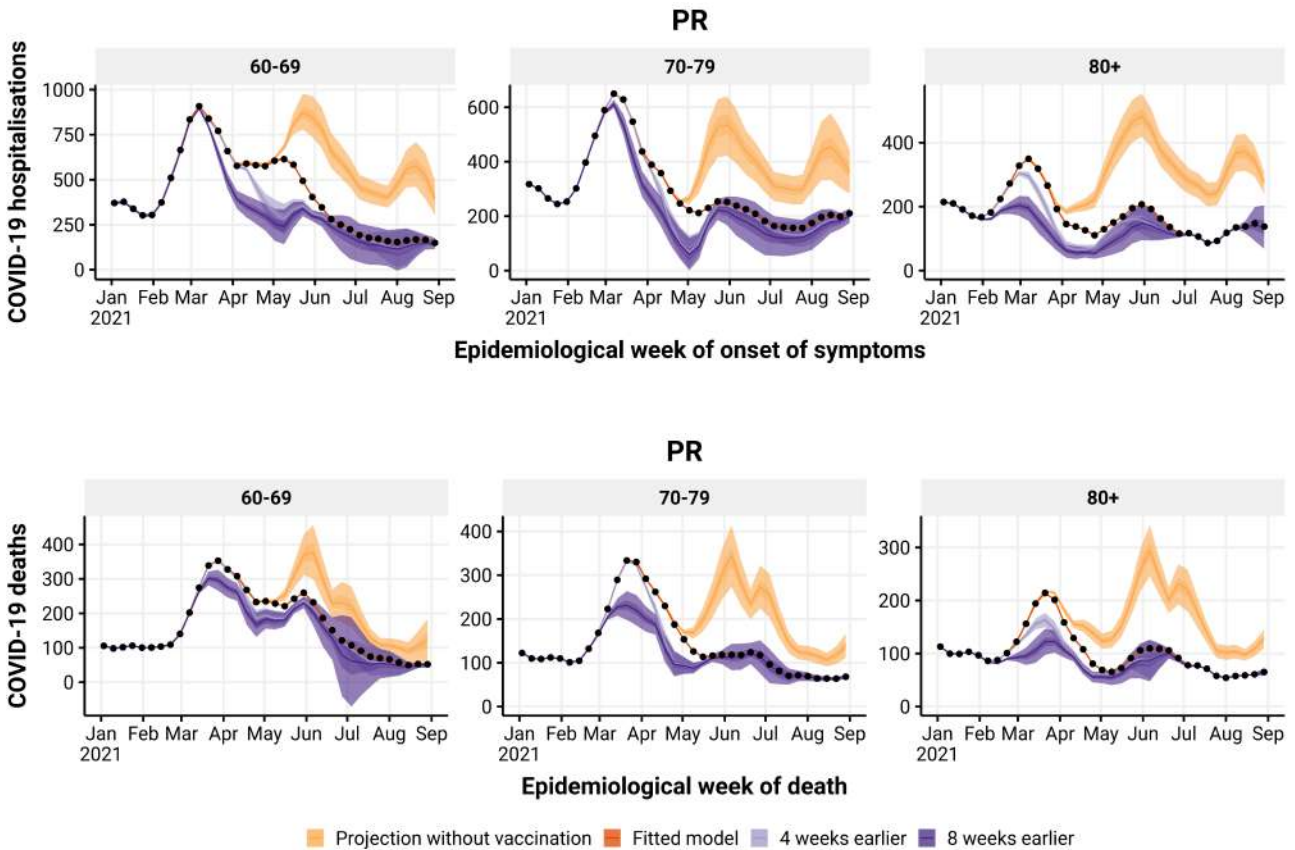 PR
60-69
70-79
80+
COVID-19 hospitalisations
1000
750
500
250
0
600
400
200
0
400
200
0
Jan Feb Mar Apr May Jun Jul Aug Sep
2021
Jan Feb Mar Apr May Jun Jul Aug Sep
2021
Jan Feb Mar Apr May Jun Jul Aug Sep
2021
Epidemiological week of onset of symptoms
PR
60-69
70-79
80+
COVID-19 deaths
400
300
200
100
0
400
300
200
100
0
300
200
100
0
Jan Feb Mar Apr May Jun Jul Aug Sep
2021
Jan Feb Mar Apr May Jun Jul Aug Sep
2021
Jan Feb Mar Apr May Jun Jul Aug Sep
2021
Epidemiological week of death
Projection without vaccination Fitted model 4 weeks earlier 8 weeks earlier